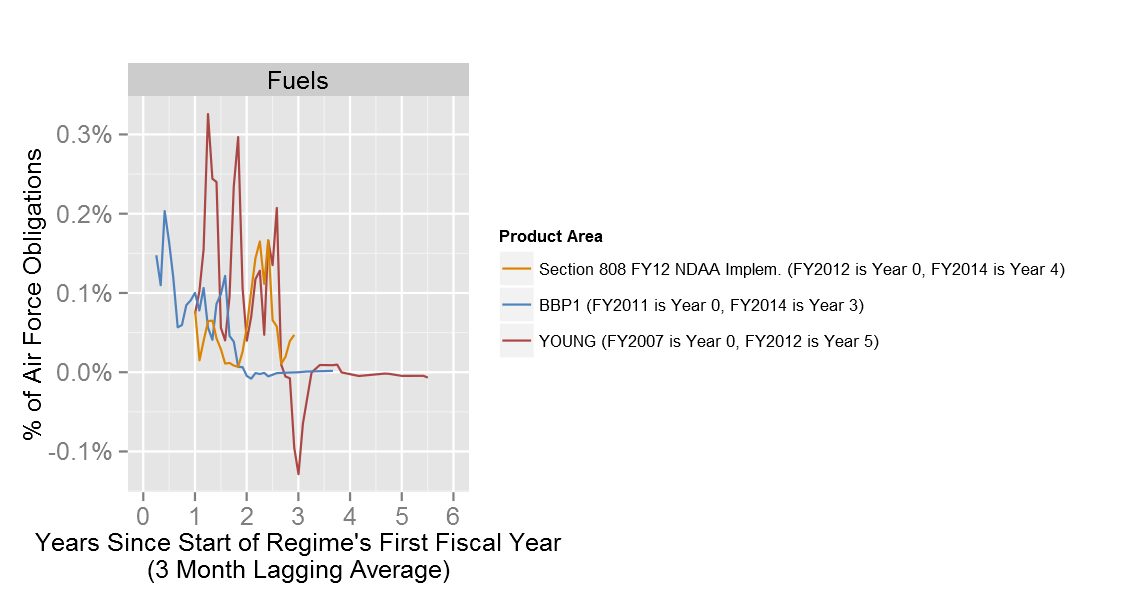 Fuels
0.3%
0.2%
0.1%
0.0%
-0.1%
% of Air Force Obligations
0 1 2 3 4 5 6
Years Since Start of Regime's First Fiscal Year
(3 Month Lagging Average)
Product Area
Section 808 FY12 NDAA Implem. (FY2012 is Year 0, FY2014 is Year 4)
BBP1 (FY2011 is Year 0, FY2014 is Year 3)
YOUNG (FY2007 is Year 0, FY2012 is Year 5)